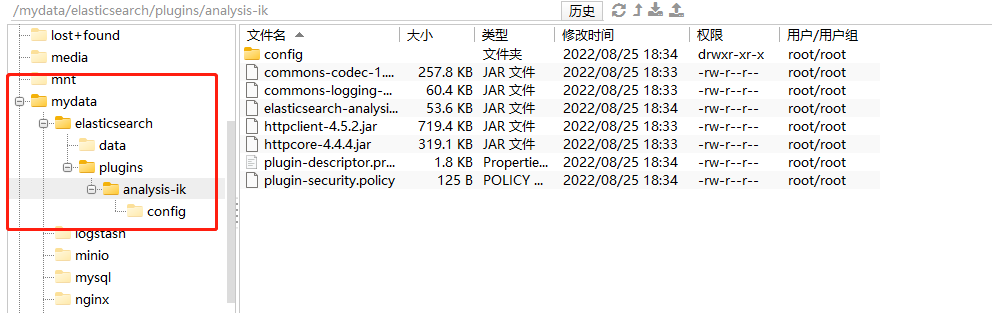 /mydata/elasticsearch/plugins/analysis-ik 历史
lost+found
media
mnt
mydata
elasticsearch
data
plugins
analysis-ik
config
logstash
minio
mysql
nginx
文件名 大小 类型 修改时间 权限 用户/用户组
config 文件夹 2022/08/25 18:34 drwxr-xr-x root/root
commons-codec-1.... 257.8 KB JAR 文件 2022/08/25 18:33 -rw-r--r-- root/root
commons-logging-... 60.4 KB JAR 文件 2022/08/25 18:33 -rw-r--r-- root/root
elasticsearch-analysi... 53.6 KB JAR 文件 2022/08/25 18:34 -rw-r--r-- root/root
httpclient-4.5.2.jar 719.4 KB JAR 文件 2022/08/25 18:33 -rw-r--r-- root/root
httpcore-4.4.4.jar 319.1 KB JAR 文件 2022/08/25 18:33 -rw-r--r-- root/root
plugin-descriptor.pr... 1.8 KB Propertie... 2022/08/25 18:34 -rw-r--r-- root/root
plugin-security.policy 125 B POLICY ... 2022/08/25 18:34 -rw-r--r-- root/root